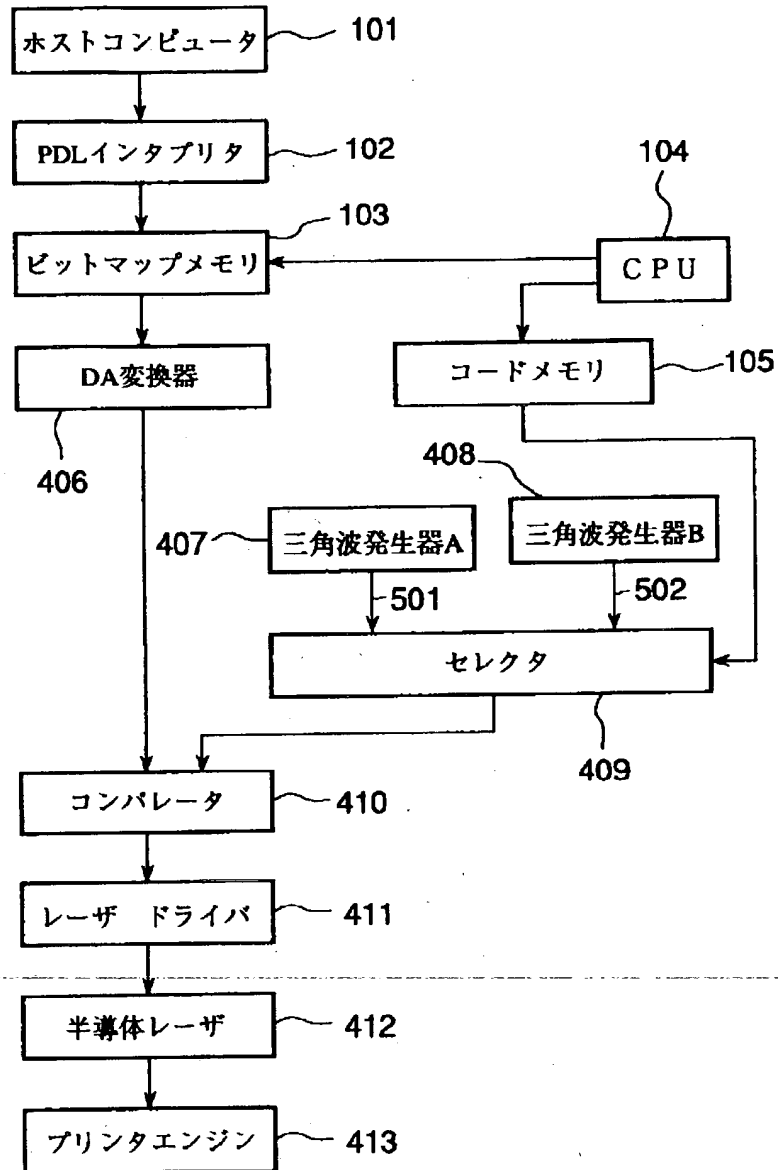 ホストコンピュータ
101
PDLインタプリタ
102
104
103
ビットマップメモリ
CPU
DA変換器
コードメモリ
105
406
408
407
三角波発生器A
三角波発生器B
501
502
セレクタ
409
コンパレータ
410
レーザ ドライバ
411
半導体レーザ
412
プリンタエンジン
413